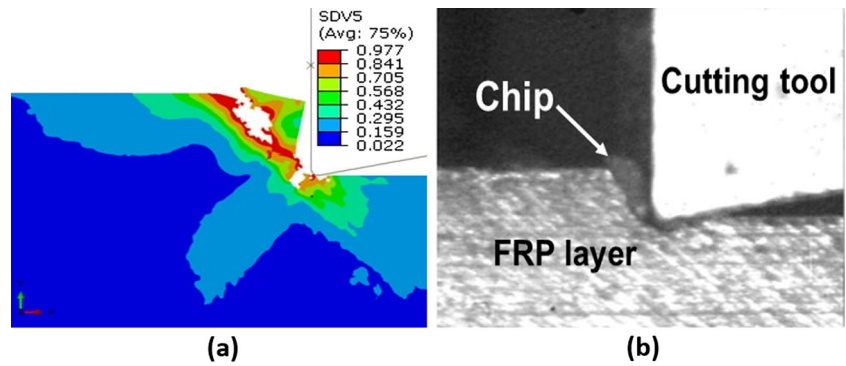 SDV5
(Avg: 75%)
0.977
0.841
0.705
0.568
0.432
0.295
0.159
0.022
(a)
Chip
Cutting tool
FRP layer
(b)